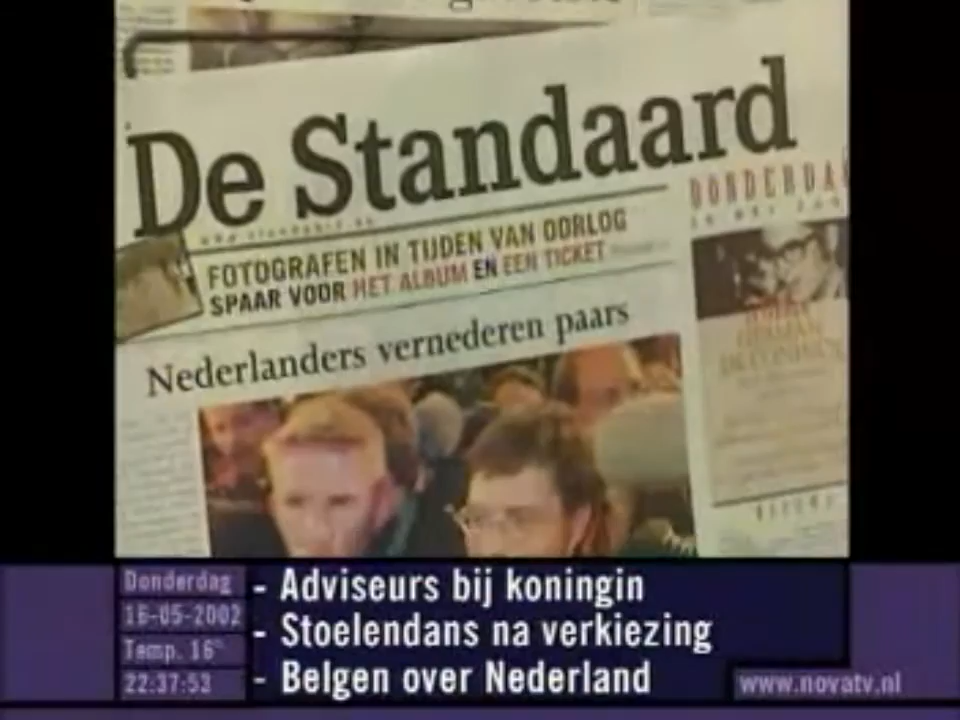 De Standaard
DONDERDA
FOTOGRAFEN IN TIJDEN VAN OORLOG
SPAAR VOOR HET ALBUM EN EEN TICKET
Nederlanders vernederen paars
Donderdag
16-05-2002
Temp. 16°
22:37:53
- Adviseurs bij koningin
- Stoelendans na verkiezing
- Belgen over Nederland
www.novatv.nl